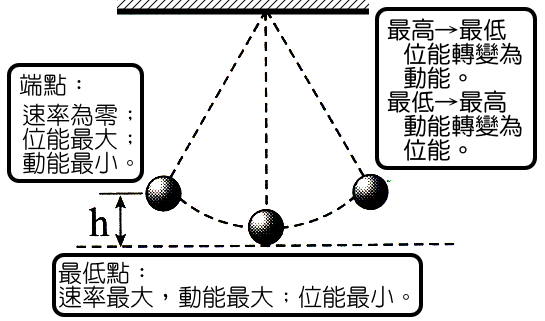 最高→最低
位能轉變為
動能。
最低→最高
動能轉變為
位能。
端點：
速率為零；
位能最大；
動能最小。
h
最低點：
速率最大，動能最大；位能最小。